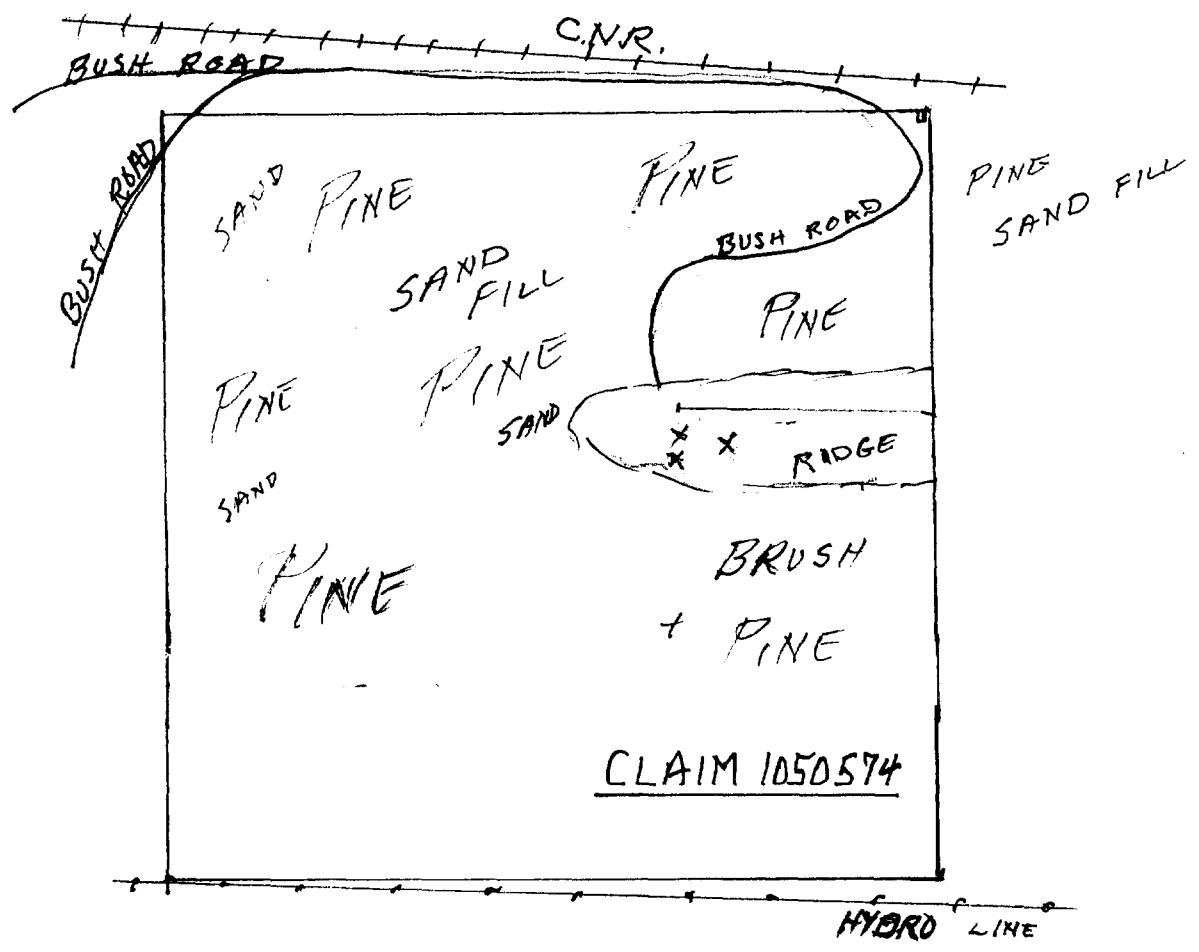 C.N.R.
BUSH ROAD
BUSH ROAD
SAND
PINE
PINE
PINE
SAND FILL
BUSH ROAD
SAND
FILL
PINE
PINE
PINE
SAND
RIDGE
SAND
BRUSH
+ PINE
PINE
CLAIM 1050574
HYDRO LINE